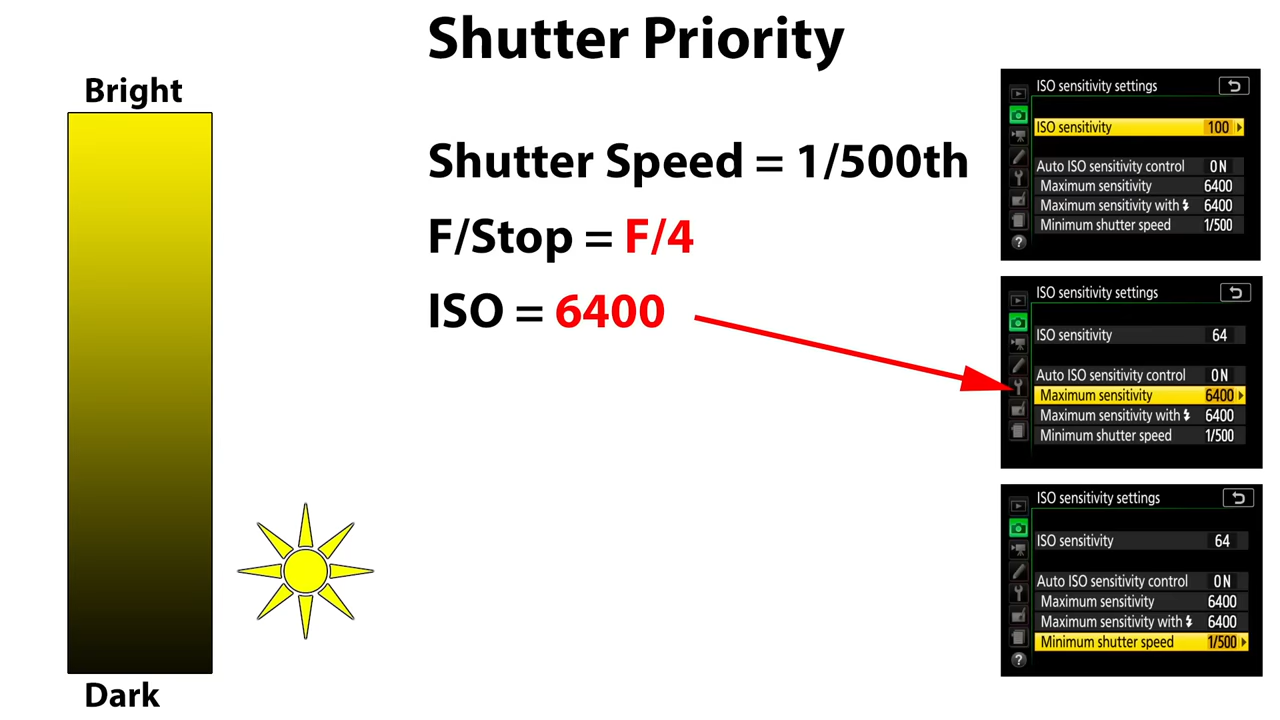 Shutter Priority
Bright
Shutter Speed = 1/500th
F/Stop = F/4
ISO = 6400
Dark
ISO sensitivity settings
ISO sensitivity 100
Auto ISO sensitivity control ON
Maximum sensitivity 6400
Maximum sensitivity with 6400
Minimum shutter speed 1/500
?
ISO sensitivity settings
ISO sensitivity 64
Auto ISO sensitivity control ON
Maximum sensitivity 6400
Maximum sensitivity with 6400
Minimum shutter speed 1/500
ISO sensitivity settings
ISO sensitivity 64
Auto ISO sensitivity control ON
Maximum sensitivity 6400
Maximum sensitivity with 6400
Minimum shutter speed 1/500
?